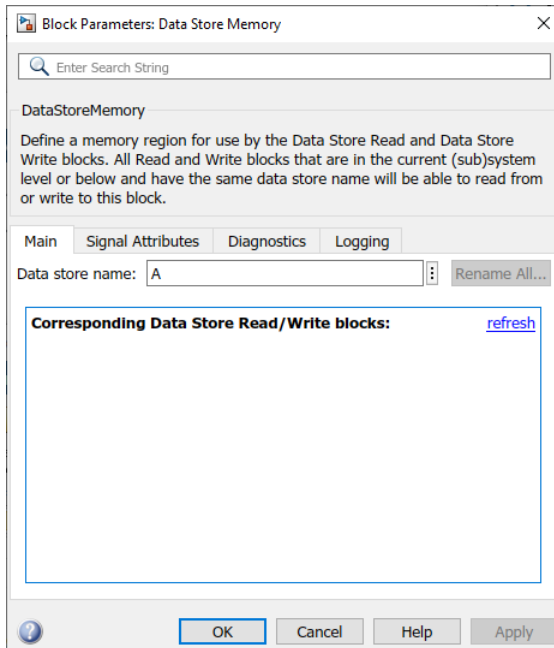 Block Parameters: Data Store Memory
Enter Search String
DataStoreMemory
Define a memory region for use by the Data Store Read and Data Store
Write blocks. All Read and Write blocks that are in the current (sub)system
level or below and have the same data store name will be able to read from
or write to this block.
Main Signal Attributes Diagnostics Logging
Data store name: A Rename All...
Corresponding Data Store Read/Write blocks: refresh
OK Cancel Help Apply